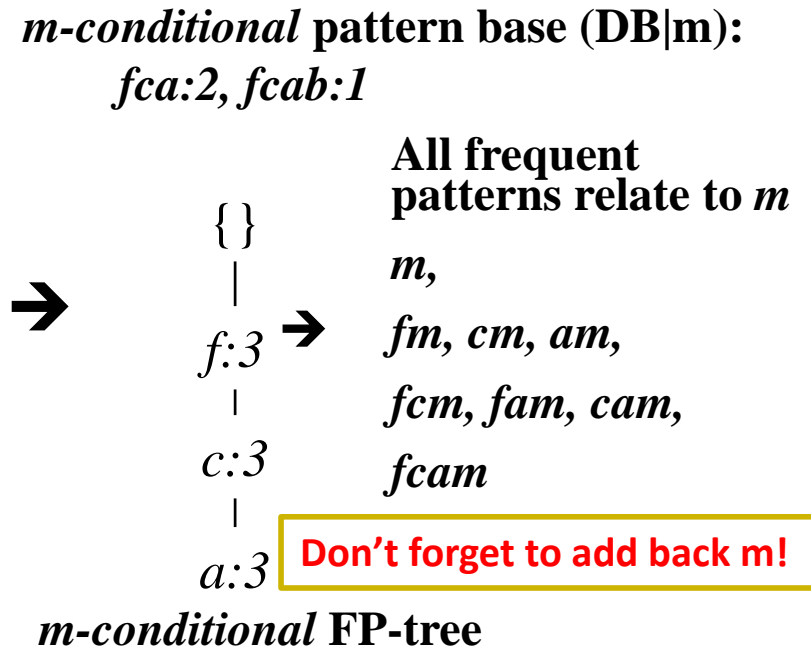 m-conditional pattern base (DB|m):
fca:2, fcab:1
All frequent
patterns relate to m
{}
m,
f:3
fm, cm, am,
fcm, fam, cam,
c:3
fcam
Don’t forget to add back m!
a:3
m-conditional FP-tree